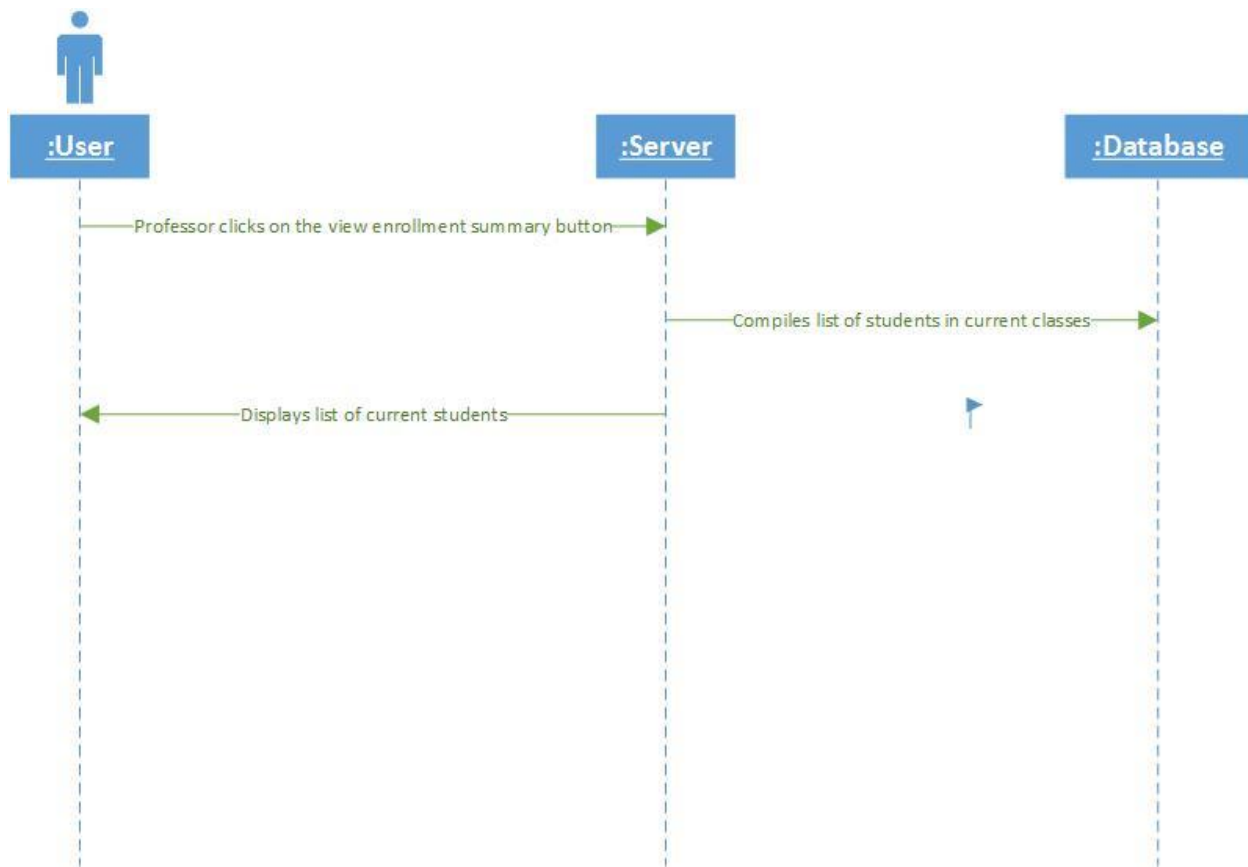 :User
:Server
:Database
Professor clicks on the view enrollment summary button
Compiles list of students in current classes
Displays list of current students